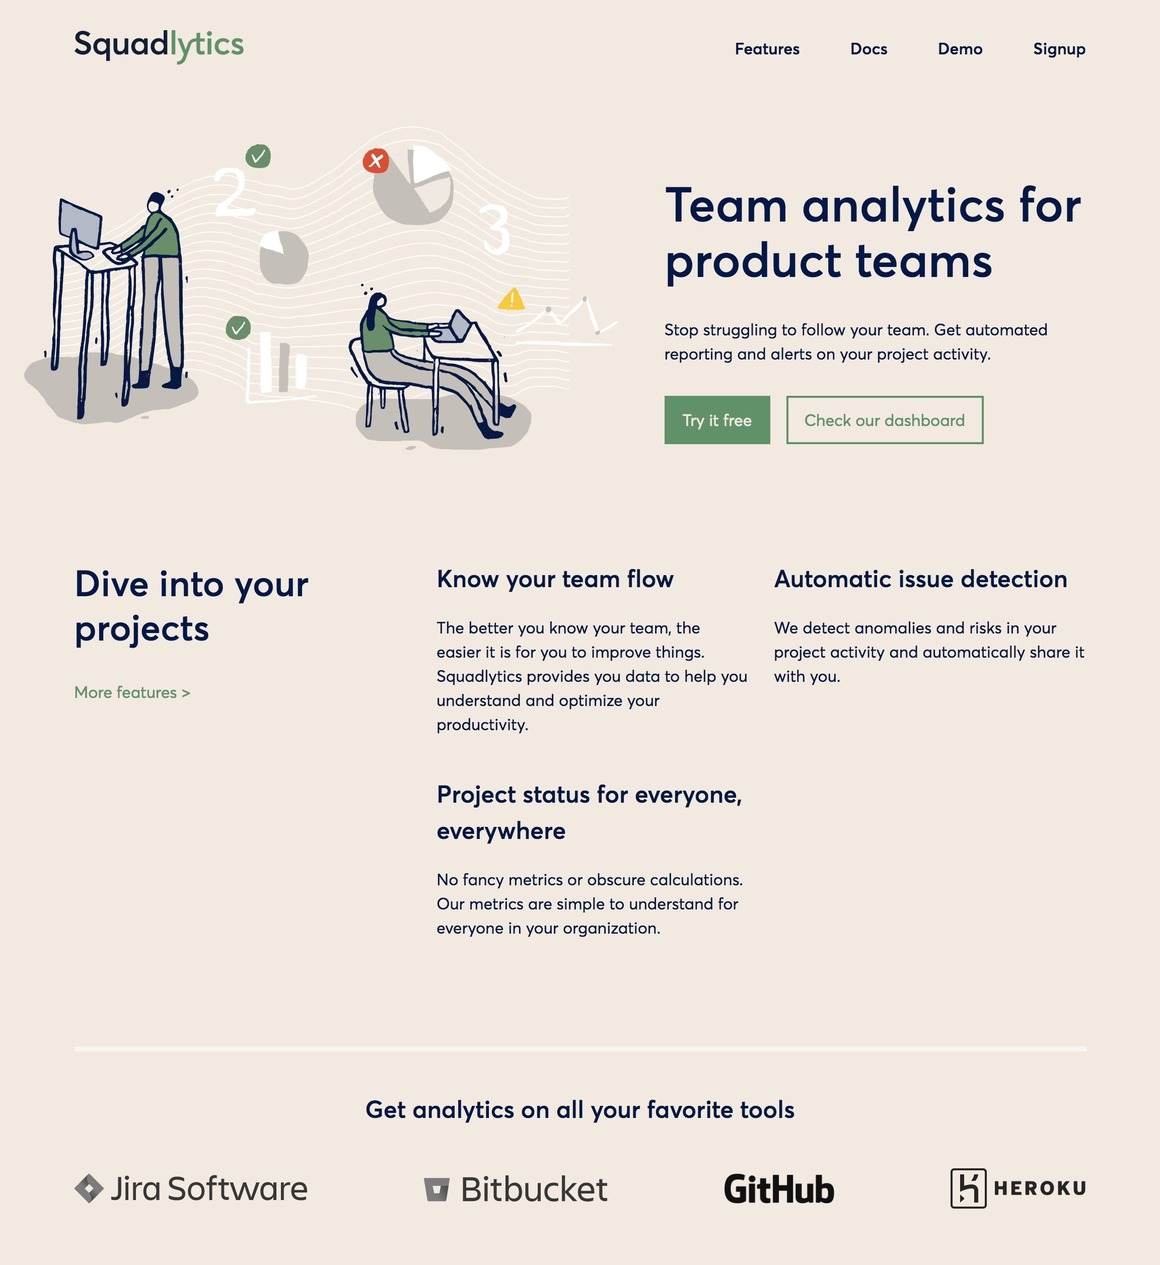 Squadlytics
Features Docs Demo Signup
2
3
Team analytics for
product teams
Stop struggling to follow your team. Get automated
reporting and alerts on your project activity.
Try it free
Check our dashboard
Dive into your
projects
More features >
Know your team flow
The better you know your team, the
easier it is for you to improve things.
Squadlytics provides you data to help you
understand and optimize your
productivity.
Automatic issue detection
We detect anomalies and risks in your
project activity and automatically share it
with you.
Project status for everyone,
everywhere
No fancy metrics or obscure calculations.
Our metrics are simple to understand for
everyone in your organization.
Get analytics on all your favorite tools
Jira Software
Bitbucket
GitHub
HEROKU